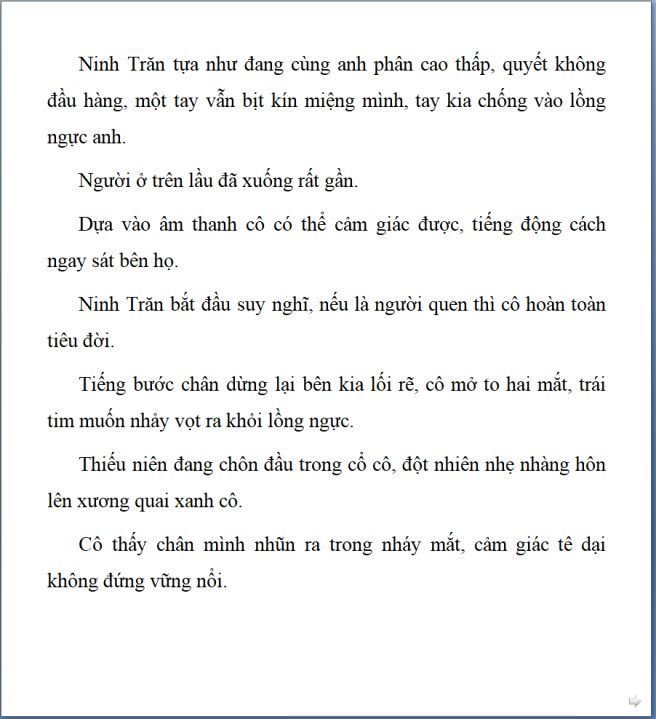 Ninh Trăn tựa như đang cùng anh phân cao thấp, quyết không
đầu hàng, một tay vẫn bịt kín miệng mình, tay kia chống vào lồng
ngực anh.
Người ở trên lầu đã xuống rất gần.
Dựa vào âm thanh cô có thể cảm giác được, tiếng động cách
ngay sát bên họ.
Ninh Trăn bắt đầu suy nghĩ, nếu là người quen thì cô hoàn toàn
tiêu đời.
Tiếng bước chân dừng lại bên kia lối rẽ, cô mở to hai mắt, trái
tim muốn nhảy vọt ra khỏi lồng ngực.
Thiếu niên đang chôn đầu trong cổ cô, đột nhiên nhẹ nhàng hôn
lên xương quai xanh cô.
Cô thấy chân mình nhũn ra trong nháy mắt, cảm giác tê dại
không đứng vững nổi.